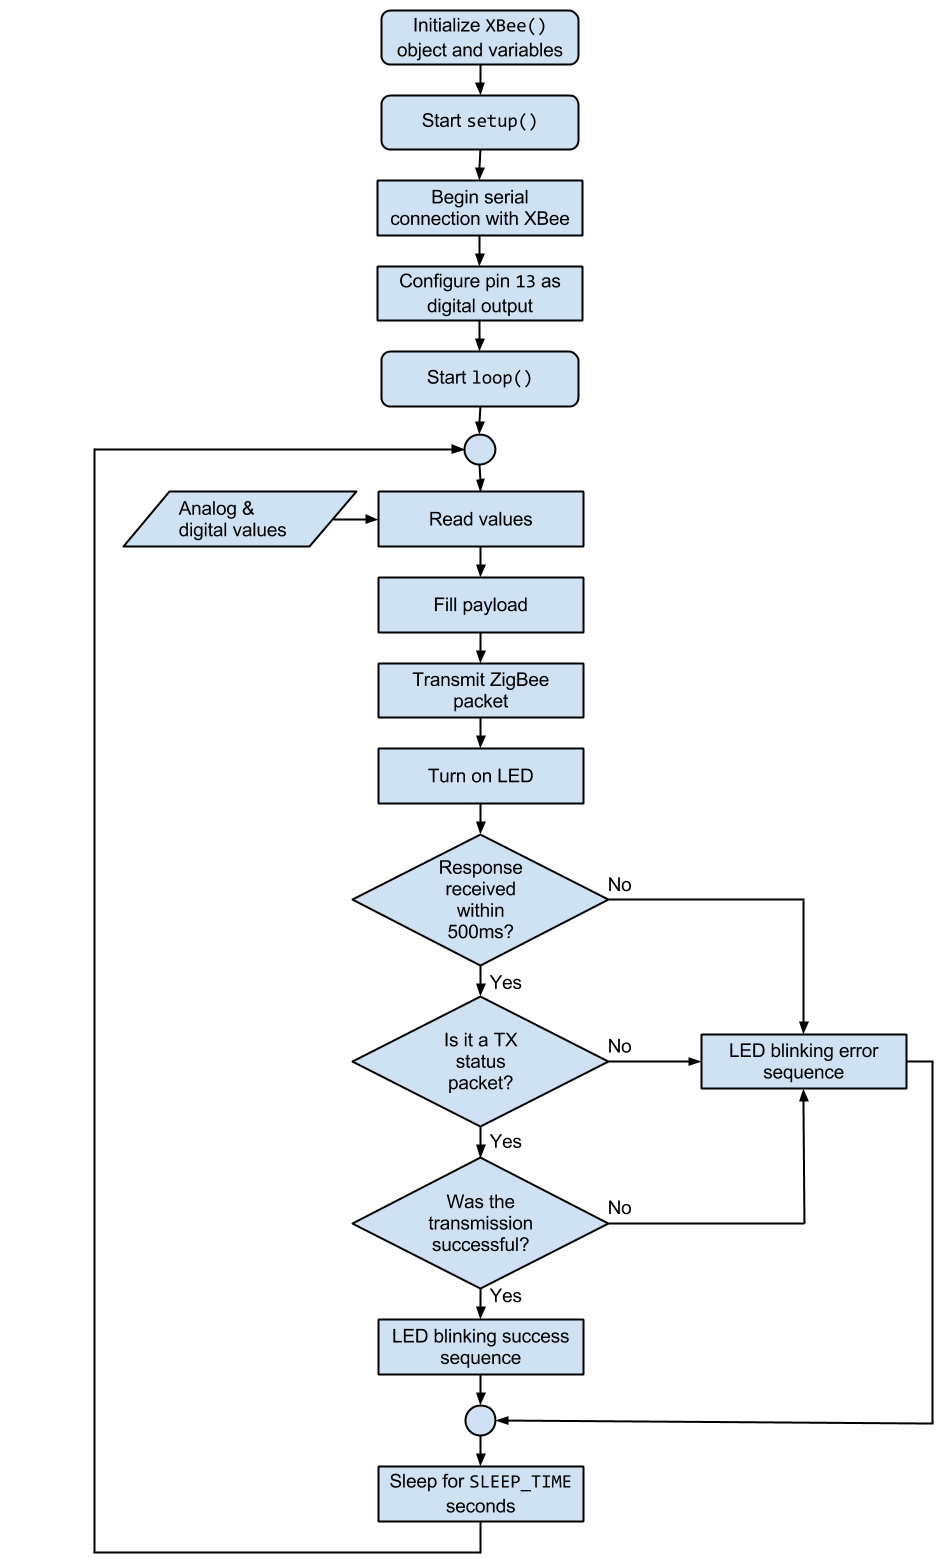 Initialize XBee()
object and variables
Start setup()
Begin serial
connection with XBee
Configure pin 13 as
digital output
Start loop()
Analog &
digital values
Read values
Fill payload
Transmit ZigBee
packet
Turn on LED
Response
received
within
500ms?
No
Yes
Is it a TX
status
packet?
No
LED blinking error
sequence
Yes
Was the
transmission
successful?
No
Yes
LED blinking success
sequence
Sleep for SLEEP_TIME
seconds